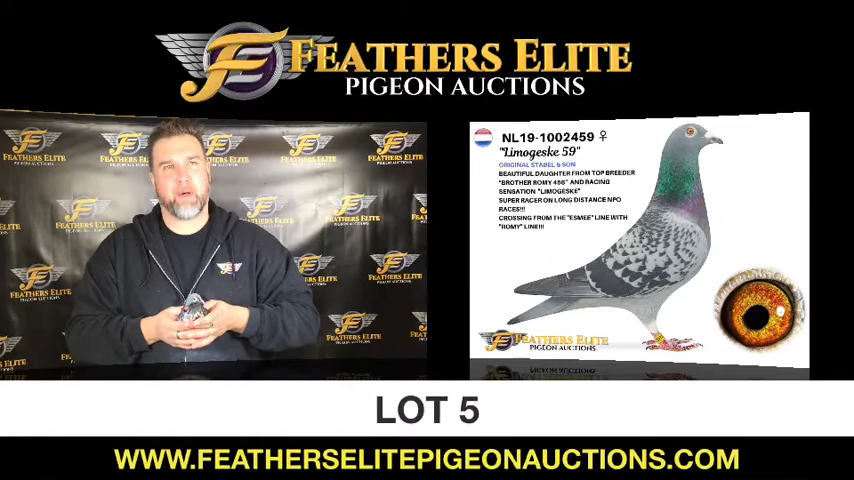 FEATHERS ELITE
PIGEON AUCTIONS
NL19-1002459 ♀
"Limogeske 59"
ORIGINAL STABEL & SON
BEAUTIFUL DAUGHTER FROM TOP BREEDER
"BROTHER ROMY 456" AND RACING
SENSATION "LIMOGESKE"
SUPER RACER ON LONG DISTANCE NPO
RACES!!!
CROSSING FROM THE "ESMEE" LINE WITH
"ROMY" LINE!!!
FEATHERS ELITE
PIGEON AUCTIONS
LOT 5
WWW.FEATHERSELITEPIGEONAUCTIONS.COM